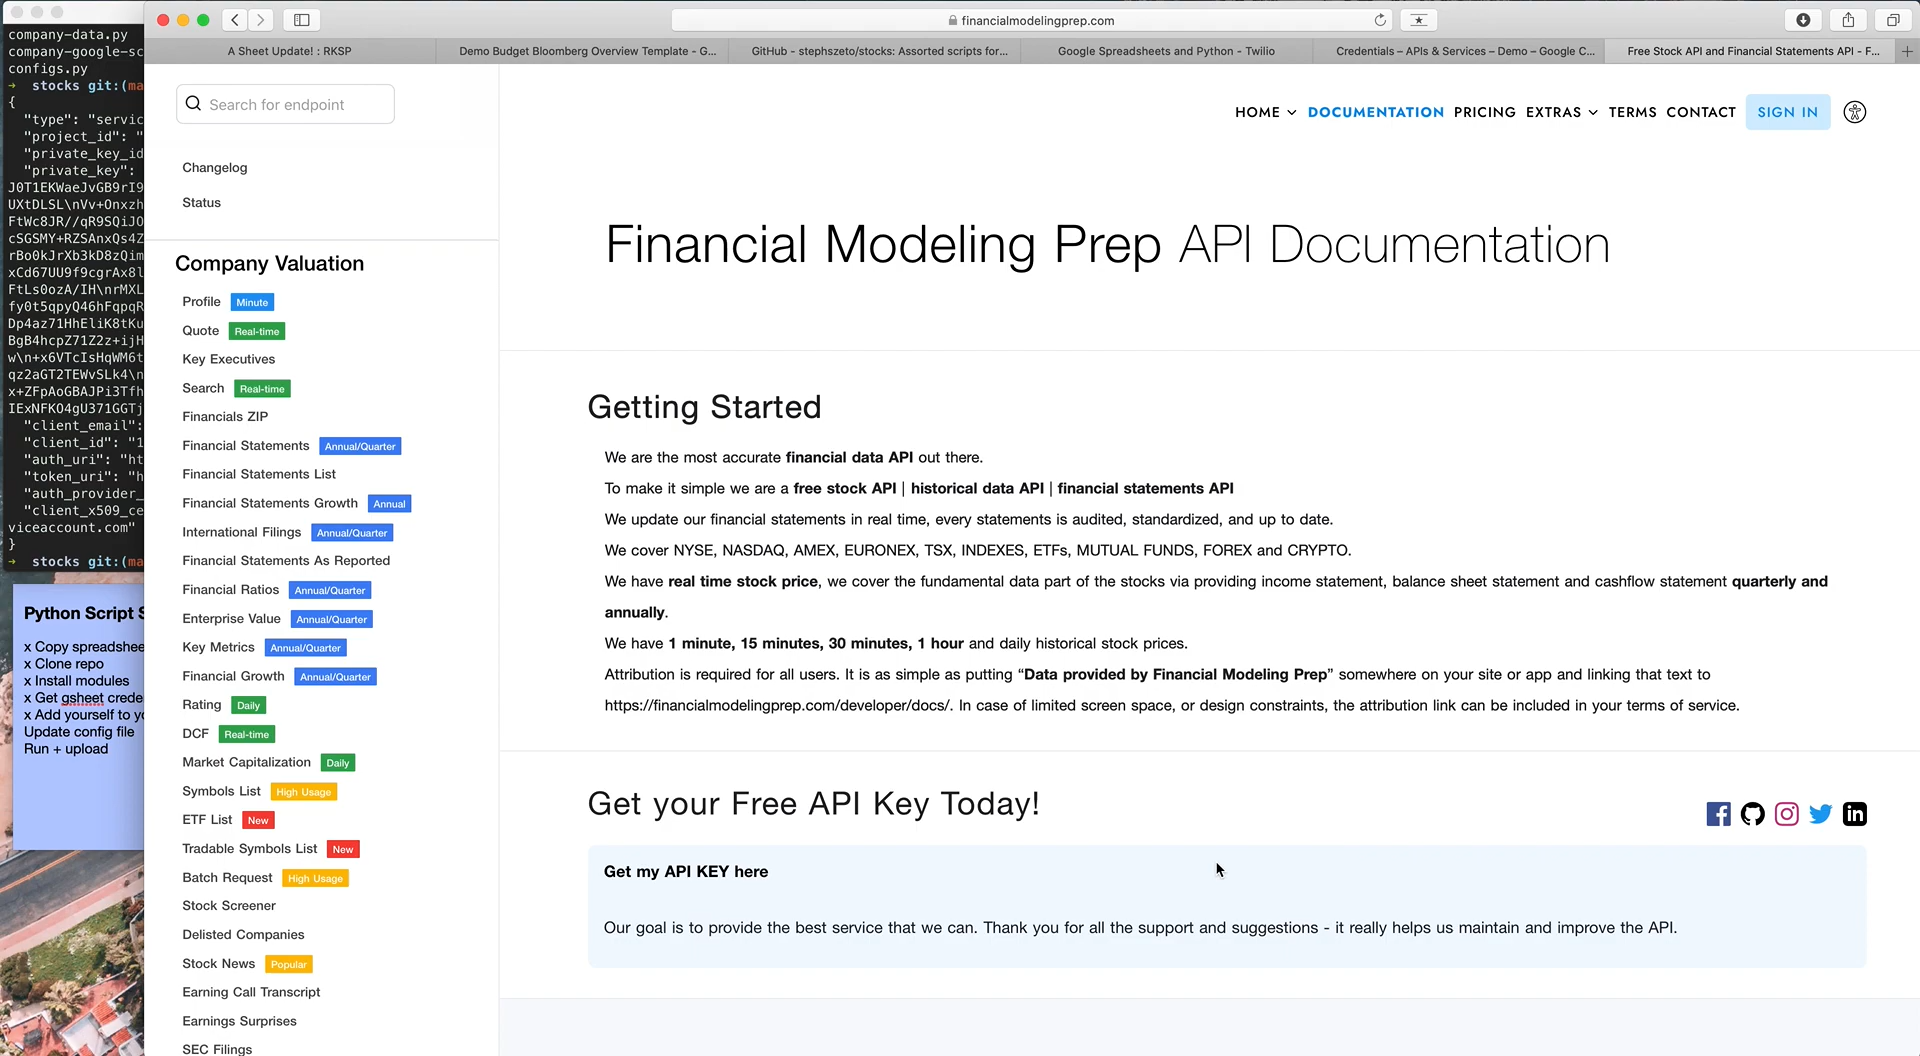 company-data.py
company-google-sc
configs.py
→ stocks git:(ma
{
"type": "servic
"project_id": "
"private_key_id
"private_key":
"client_email":
"client_id": "1
"auth_uri": "ht
"token_uri": "h
"auth_provider_
"client_x509_ce
viceaccount.com"
}
→ stocks git:(ma
Python Script S
x Copy spreadshee
x Clone repo
x Install modules
x Get gsheet crede
x Add yourself to yo
Update config file
Run + upload
financialmodelingprep.com
A Sheet Update! : RKSP
Demo Budget Bloomberg Overview Template - G...
GitHub - stephszeto/stocks: Assorted scripts for...
Google Spreadsheets and Python - Twilio
Credentials – APIs & Services – Demo – Google C...
Free Stock API and Financial Statements API - F...
Search for endpoint
Changelog
Status
Company Valuation
Profile Minute
Quote Real-time
Key Executives
Search Real-time
Financials ZIP
Financial Statements Annual/Quarter
Financial Statements List
Financial Statements Growth Annual
International Filings Annual/Quarter
Financial Statements As Reported
Financial Ratios Annual/Quarter
Enterprise Value Annual/Quarter
Key Metrics Annual/Quarter
Financial Growth Annual/Quarter
Rating Daily
DCF Real-time
Market Capitalization Daily
Symbols List High Usage
ETF List New
Tradable Symbols List New
Batch Request High Usage
Stock Screener
Delisted Companies
Stock News Popular
Earning Call Transcript
Earnings Surprises
SEC Filings
HOME DOCUMENTATION PRICING EXTRAS TERMS CONTACT SIGN IN
Financial Modeling Prep API Documentation
Getting Started
We are the most accurate financial data API out there.
To make it simple we are a free stock API | historical data API | financial statements API
We update our financial statements in real time, every statements is audited, standardized, and up to date.
We cover NYSE, NASDAQ, AMEX, EURONEX, TSX, INDEXES, ETFs, MUTUAL FUNDS, FOREX and CRYPTO.
We have real time stock price, we cover the fundamental data part of the stocks via providing income statement, balance sheet statement and cashflow statement quarterly and
annually.
We have 1 minute, 15 minutes, 30 minutes, 1 hour and daily historical stock prices.
Attribution is required for all users. It is as simple as putting “Data provided by Financial Modeling Prep” somewhere on your site or app and linking that text to
https://financialmodelingprep.com/developer/docs/. In case of limited screen space, or design constraints, the attribution link can be included in your terms of service.
Get your Free API Key Today!
Get my API KEY here
Our goal is to provide the best service that we can. Thank you for all the support and suggestions - it really helps us maintain and improve the API.